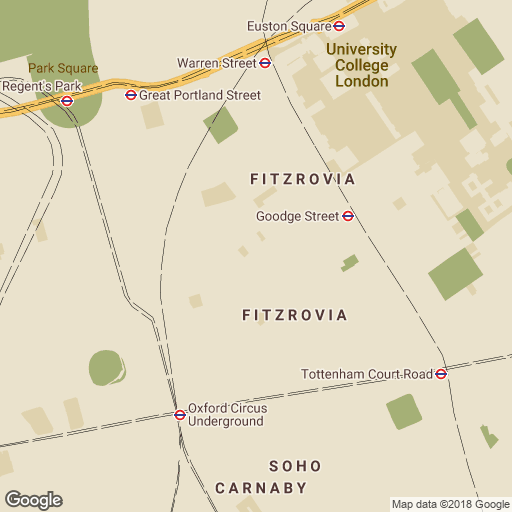 Euston Square
University
College
London
Warren Street
Park Square
Regent's Park
Great Portland Street
FITZROVIA
Goodge Street
FITZROVIA
Tottenham Court Road
Oxford Circus
Underground
SOHO
CARNABY
Google
Map data ©2018 Google